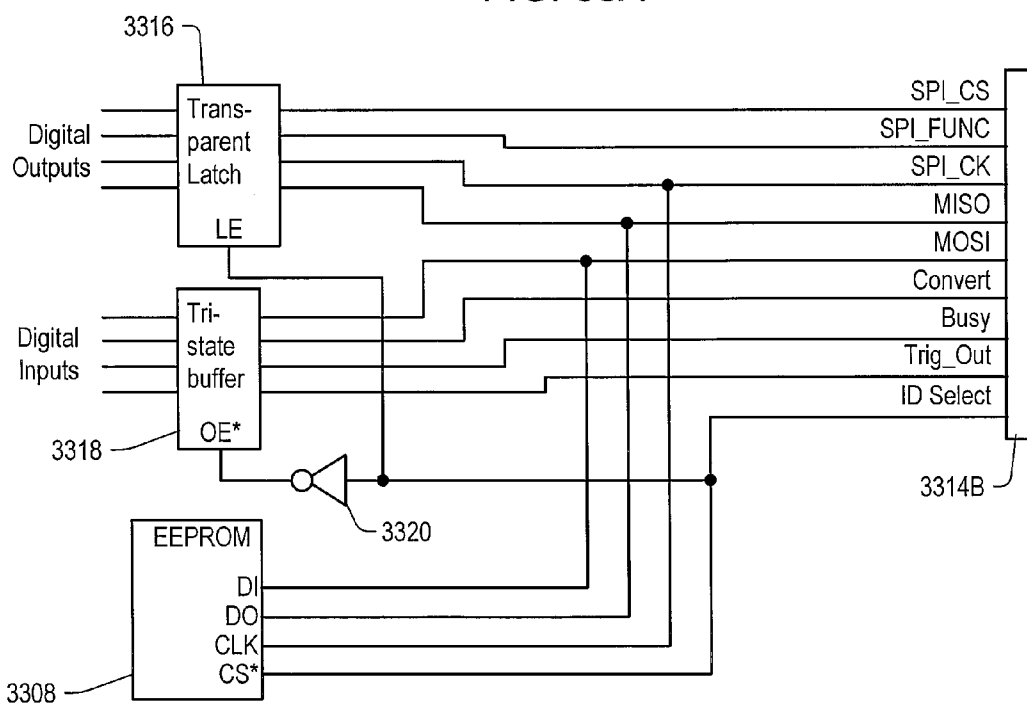 3316
Trans-
parent
Latch
LE
Digital
Outputs
SPI_CS
SPI_FUNC
SPI_CK
MISO
MOSI
Convert
Busy
Trig_Out
ID Select
Tri-
state
buffer
OE*
Digital
Inputs
3318
3320
3314B
EEPROM
DI
DO
CLK
CS*
3308